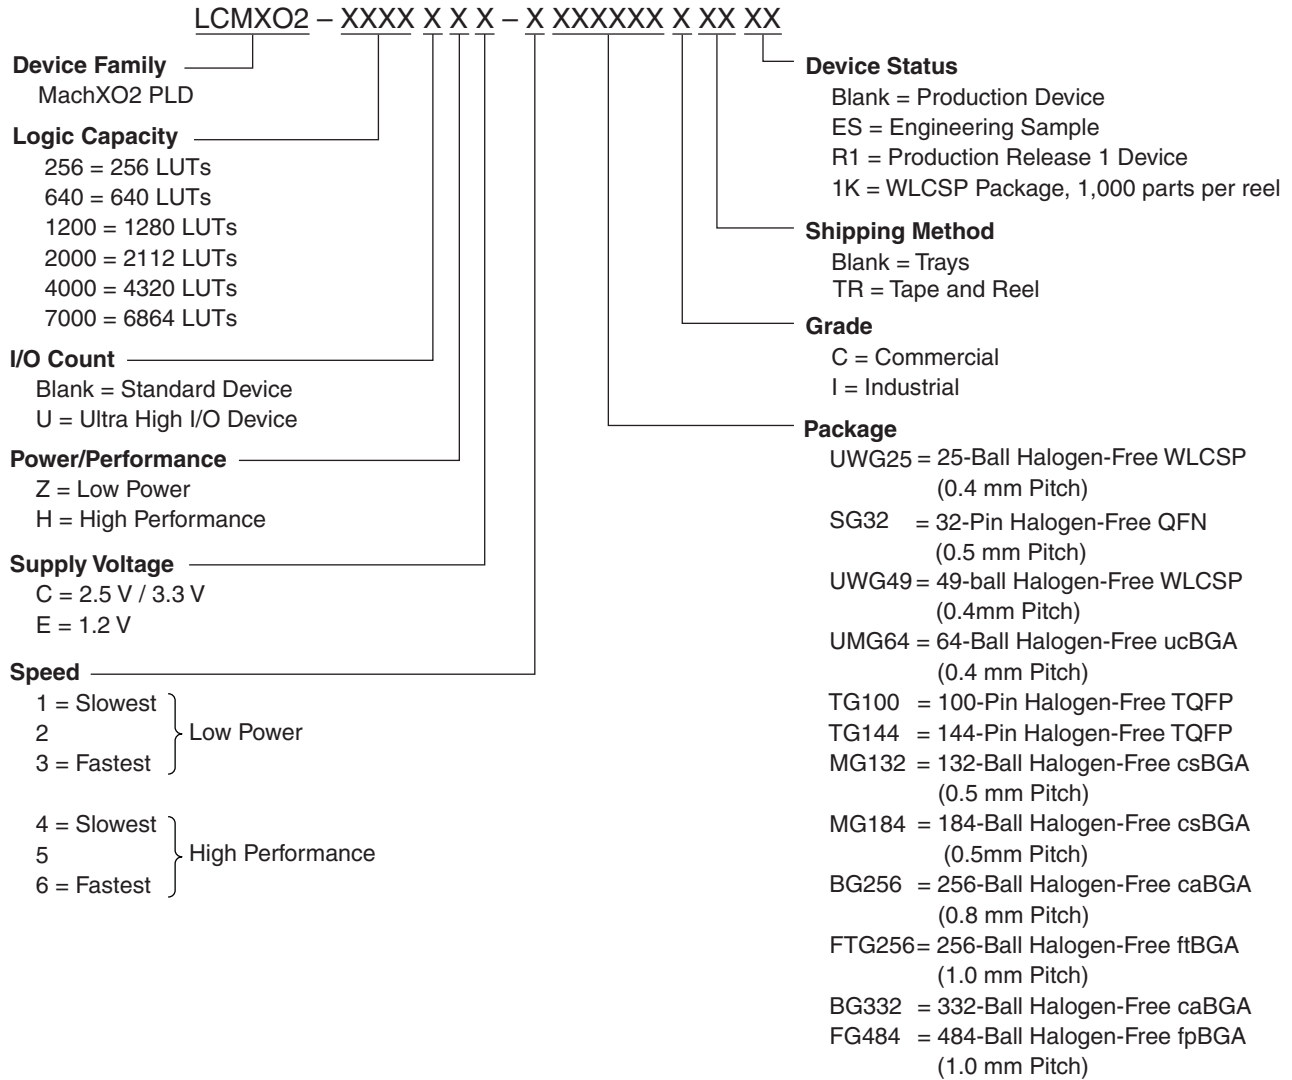 LCMXO2 – XXXX X X X – X XXXXXX X XX XX
Device Family
MachXO2 PLD
Logic Capacity
256 = 256 LUTs
640 = 640 LUTs
1200 = 1280 LUTs
2000 = 2112 LUTs
4000 = 4320 LUTs
7000 = 6864 LUTs
I/O Count
Blank = Standard Device
U = Ultra High I/O Device
Power/Performance
Z = Low Power
H = High Performance
Supply Voltage
C = 2.5 V / 3.3 V
E = 1.2 V
Speed
1 = Slowest
2
3 = Fastest
Low Power
4 = Slowest
5
6 = Fastest
High Performance
Device Status
Blank = Production Device
ES = Engineering Sample
R1 = Production Release 1 Device
1K = WLCSP Package, 1,000 parts per reel
Shipping Method
Blank = Trays
TR = Tape and Reel
Grade
C = Commercial
I = Industrial
Package
UWG25 = 25-Ball Halogen-Free WLCSP
(0.4 mm Pitch)
SG32 = 32-Pin Halogen-Free QFN
(0.5 mm Pitch)
UWG49 = 49-ball Halogen-Free WLCSP
(0.4mm Pitch)
UMG64 = 64-Ball Halogen-Free ucBGA
(0.4 mm Pitch)
TG100 = 100-Pin Halogen-Free TQFP
TG144 = 144-Pin Halogen-Free TQFP
MG132 = 132-Ball Halogen-Free csBGA
(0.5 mm Pitch)
MG184 = 184-Ball Halogen-Free csBGA
(0.5mm Pitch)
BG256 = 256-Ball Halogen-Free caBGA
(0.8 mm Pitch)
FTG256= 256-Ball Halogen-Free ftBGA
(1.0 mm Pitch)
BG332 = 332-Ball Halogen-Free caBGA
FG484 = 484-Ball Halogen-Free fpBGA
(1.0 mm Pitch)